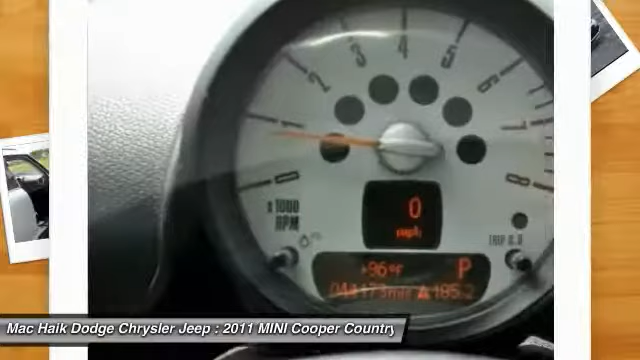 3 4 5
2 6
1 7
0 8
x 1000
RPM
0
mph
TRIP 0.0
+96°F P
044173mi ▲ 185.2
Mac Haik Dodge Chrysler Jeep : 2011 MINI Cooper Country